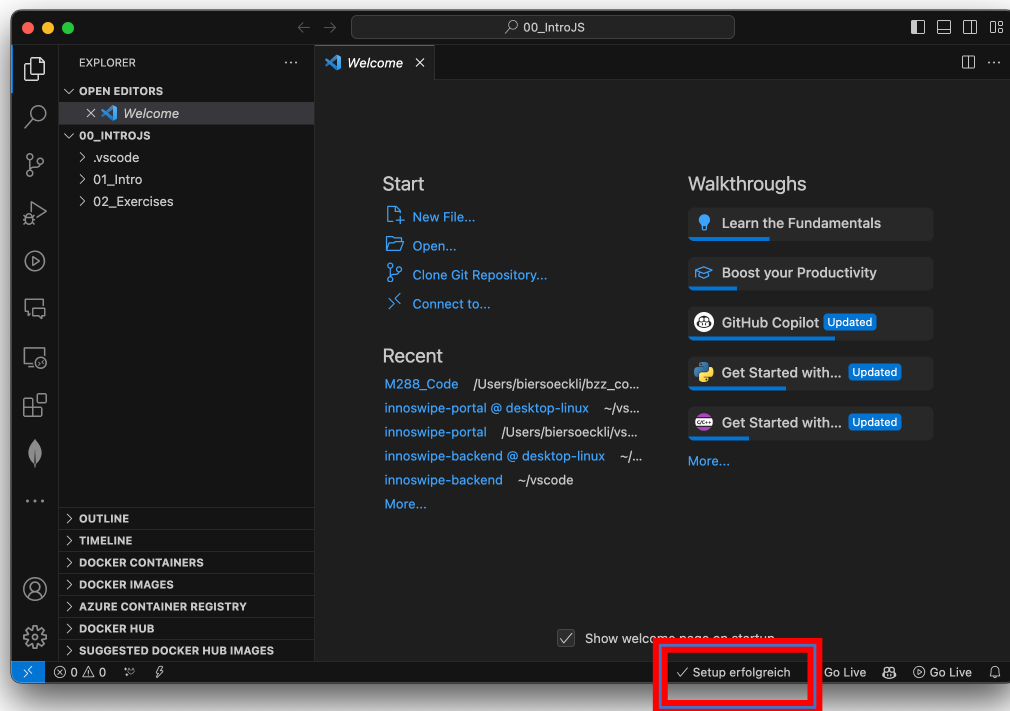 00_IntroJS
EXPLORER
Welcome
OPEN EDITORS
Welcome
00_INTROJS
.vscode
01_Intro
02_Exercises
Start
New File...
Open...
Clone Git Repository...
Connect to...
Recent
M288_Code /Users/biersoeckli/bzz_co...
innoswipe-portal @ desktop-linux ~/vs...
innoswipe-portal /Users/biersoeckli/vs...
innoswipe-backend @ desktop-linux ~/...
innoswipe-backend ~/vscode
More...
Walkthroughs
Learn the Fundamentals
Boost your Productivity
GitHub Copilot Updated
Get Started with... Updated
C/C++ Get Started with... Updated
More...
OUTLINE
TIMELINE
DOCKER CONTAINERS
DOCKER IMAGES
AZURE CONTAINER REGISTRY
DOCKER HUB
SUGGESTED DOCKER HUB IMAGES
Show welcome page on startup
0 0 Setup erfolgreich Go Live Go Live